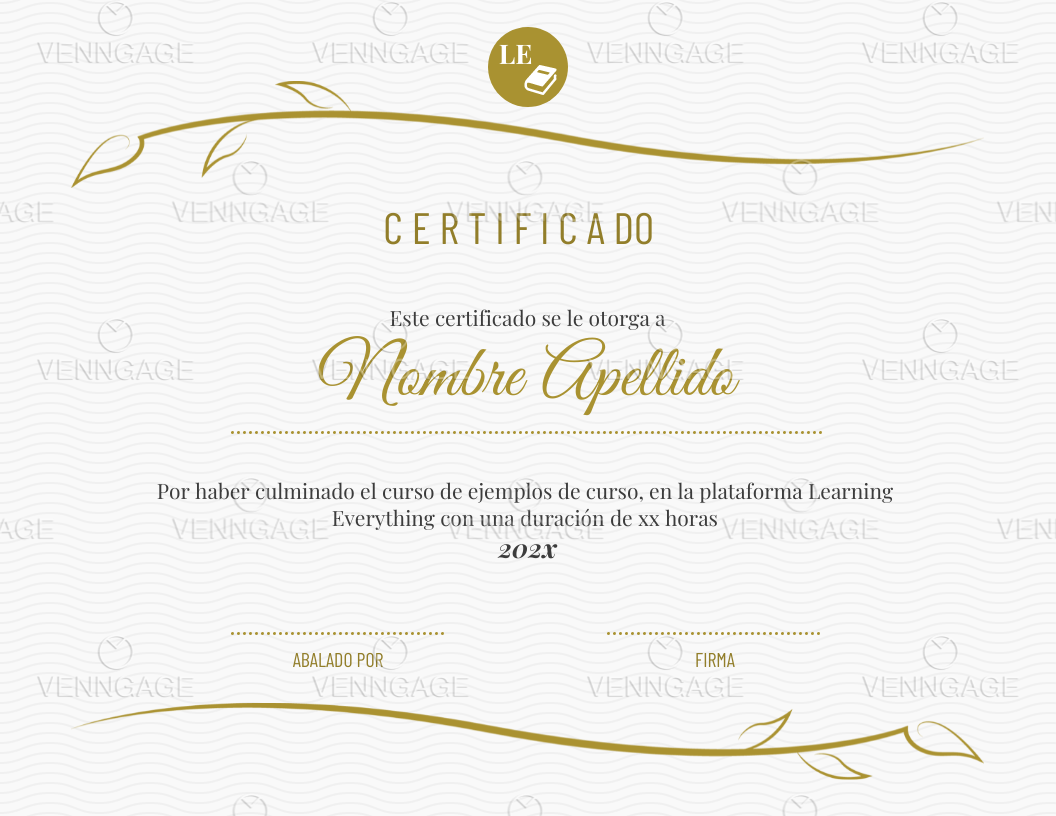 LE
CERTIFICADO
Este certificado se le otorga a
Nombre Apellido
Por haber culminado el curso de ejemplos de curso, en la plataforma Learning
Everything con una duración de xx horas
202x
ABALADO POR
FIRMA
VENNGAGE